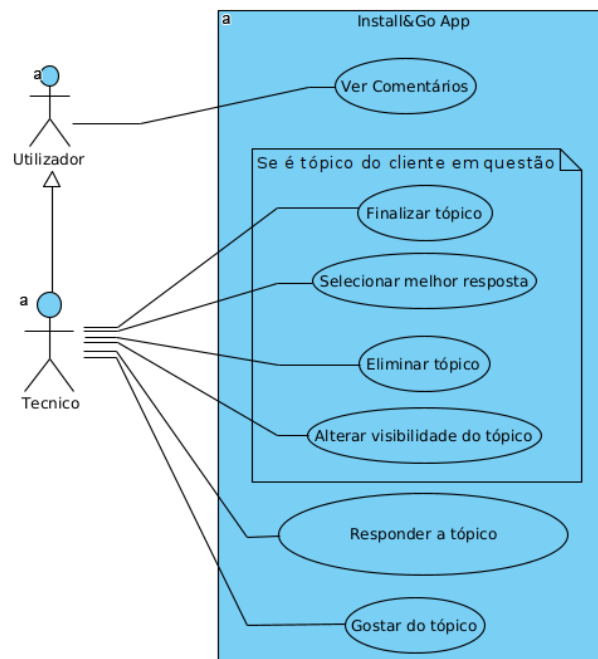 a
Install&Go App
a
Ver Comentários
Utilizador
Se é tópico do cliente em questão
Finalizar tópico
Selecionar melhor resposta
a
Eliminar tópico
Tecnico
Alterar visibilidade do tópico
Responder a tópico
Gostar do tópico